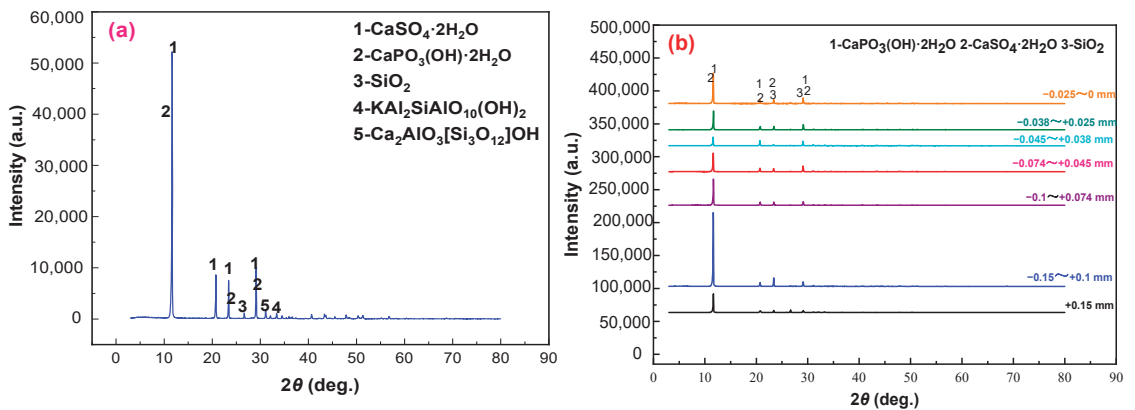 (a)
1-CaSO₄·2H₂O
2-CaPO₃(OH)·2H₂O
3-SiO₂
4-KAl₂SiAlO₁₀(OH)₂
5-Ca₂AlO₃[Si₃O₁₂]OH
60,000
50,000
40,000
30,000
20,000
10,000
0
Intensity (a.u.)
1
2
1
1
2
3
1
2
5
4
0 10 20 30 40 50 60 70 80 90
2θ (deg.)
(b)
1-CaPO₃(OH)·2H₂O 2-CaSO₄·2H₂O 3-SiO₂
500,000
450,000
400,000
350,000
300,000
250,000
200,000
150,000
100,000
50,000
0
Intensity (a.u.)
1
2
1
2
2
3
1
3 2
−0.025～0 mm
−0.038～+0.025 mm
−0.045～+0.038 mm
−0.074～+0.045 mm
−0.1～+0.074 mm
−0.15～+0.1 mm
+0.15 mm
0 10 20 30 40 50 60 70 80 90
2θ (deg.)